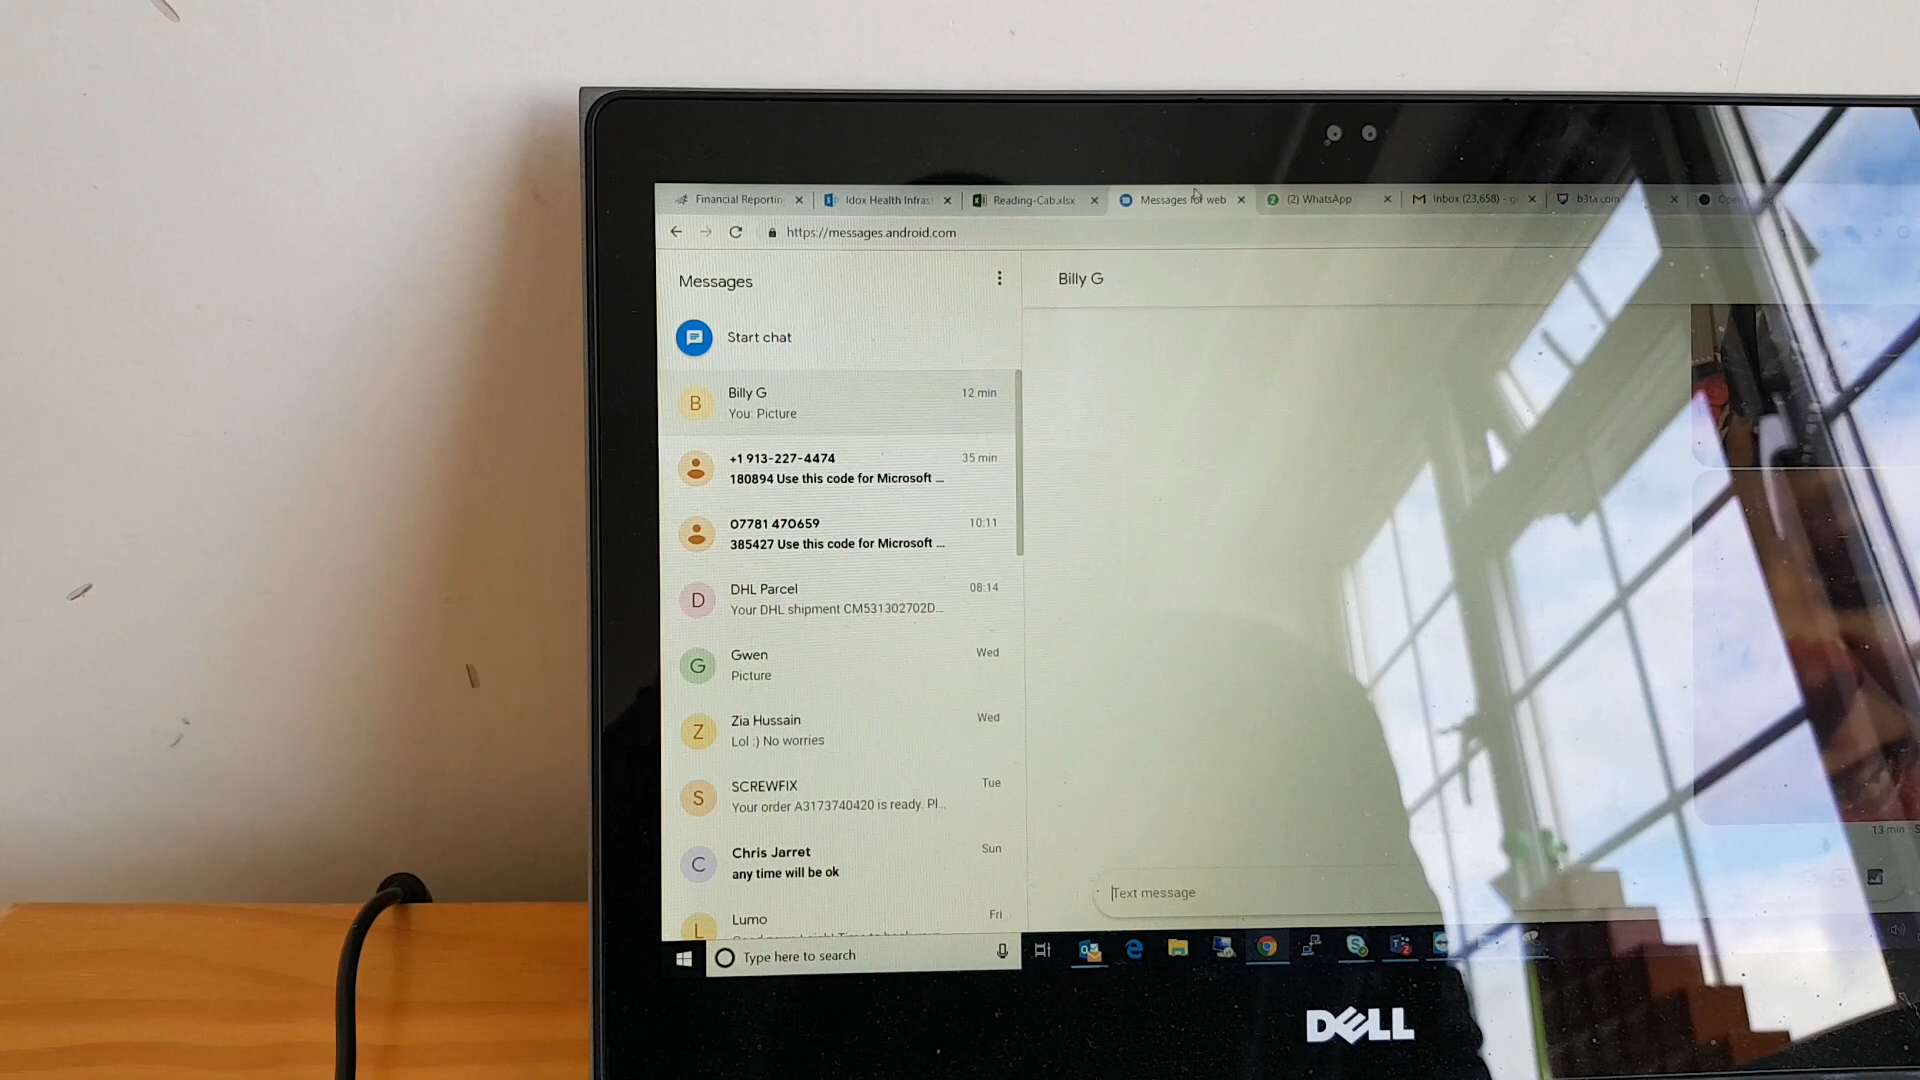 Financial Reportin
Idox Health Infrast
Reading-Cab.xlsx
Messages for web
(2) WhatsApp
Inbox (23,658) - g
b3ta.com
https://messages.android.com
Messages
Billy G
Start chat
B
Billy G
12 min
You: Picture
+1 913-227-4474
35 min
180894 Use this code for Microsoft ...
07781 470659
10:11
385427 Use this code for Microsoft ...
D
DHL Parcel
08:14
Your DHL shipment CM531302702D...
G
Gwen
Wed
Picture
Z
Zia Hussain
Wed
Lol :) No worries
S
SCREWFIX
Tue
Your order A3173740420 is ready. Pl...
13 min
C
Chris Jarret
Sun
any time will be ok
Text message
L
Lumo
Fri
Type here to search
DELL